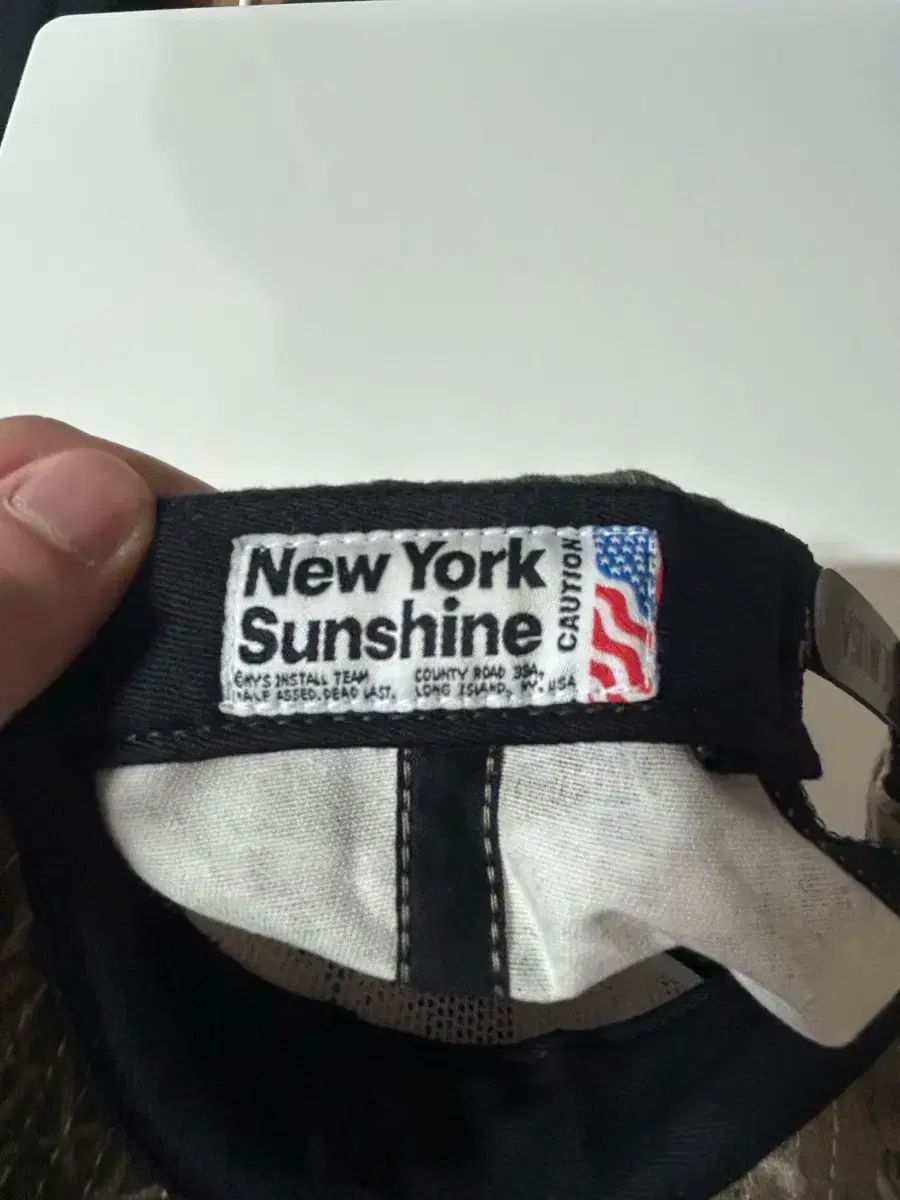 New York
Sunshine
CAUTION
©NYS INSTALL TEAM
HALF ASSED. DEAD LAST.
COUNTY ROAD 39A,
LONG ISLAND, NY. USA